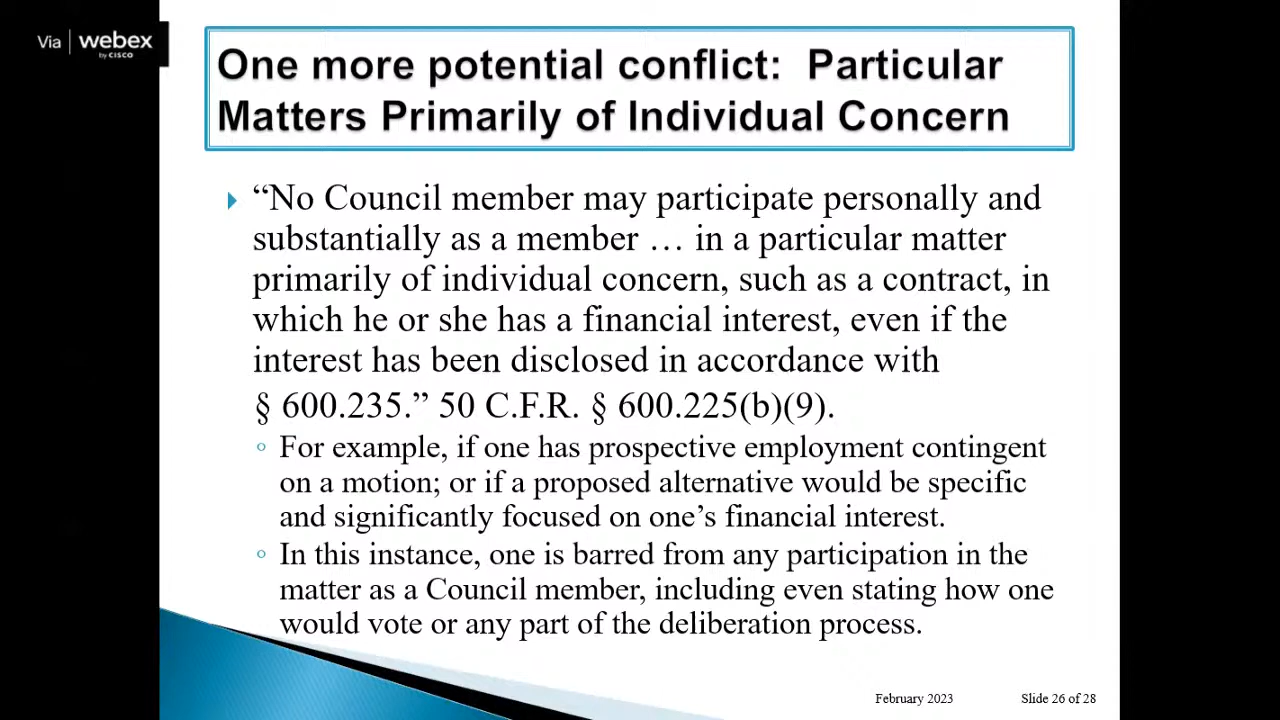 Via | webex
by CISCO
One more potential conflict: Particular
Matters Primarily of Individual Concern
“No Council member may participate personally and
substantially as a member … in a particular matter
primarily of individual concern, such as a contract, in
which he or she has a financial interest, even if the
interest has been disclosed in accordance with
§ 600.235.” 50 C.F.R. § 600.225(b)(9).
For example, if one has prospective employment contingent
on a motion; or if a proposed alternative would be specific
and significantly focused on one’s financial interest.
In this instance, one is barred from any participation in the
matter as a Council member, including even stating how one
would vote or any part of the deliberation process.
February 2023 Slide 26 of 28